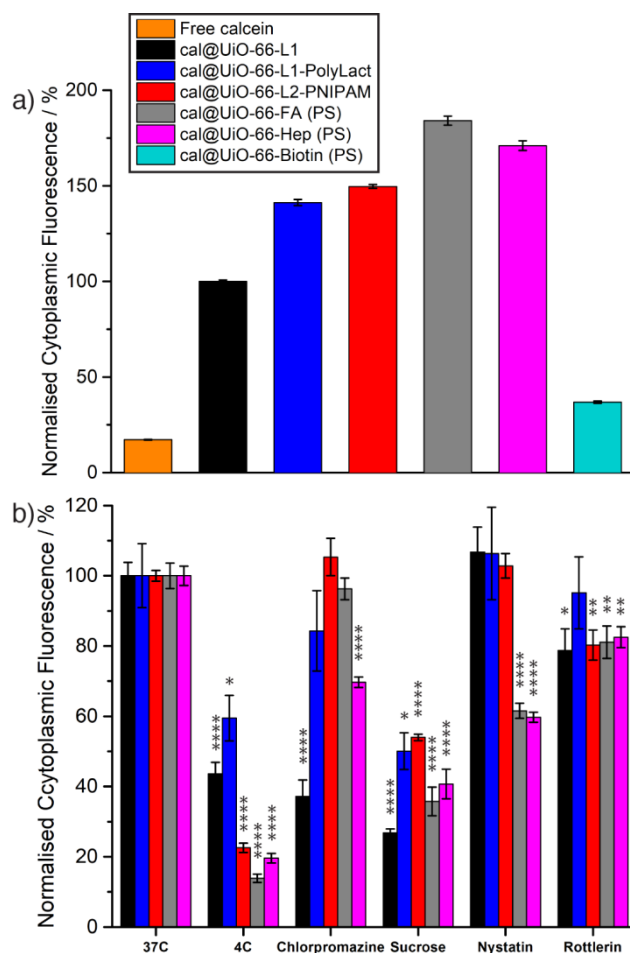 a)
Free calcein
cal@UiO-66-L1
cal@UiO-66-L1-PolyLact
cal@UiO-66-L2-PNIPAM
cal@UiO-66-FA (PS)
cal@UiO-66-Hep (PS)
cal@UiO-66-Biotin (PS)
Normalised Cytoplasmic Fluorescence / %
200
150
100
50
0
b)
Normalised Ccytoplasmic Fluorescence / %
120
100
80
60
40
20
0
****
*
****
****
****
****
****
****
*
****
****
****
****
****
*
**
**
**
37C 4C Chlorpromazine Sucrose Nystatin Rottlerin